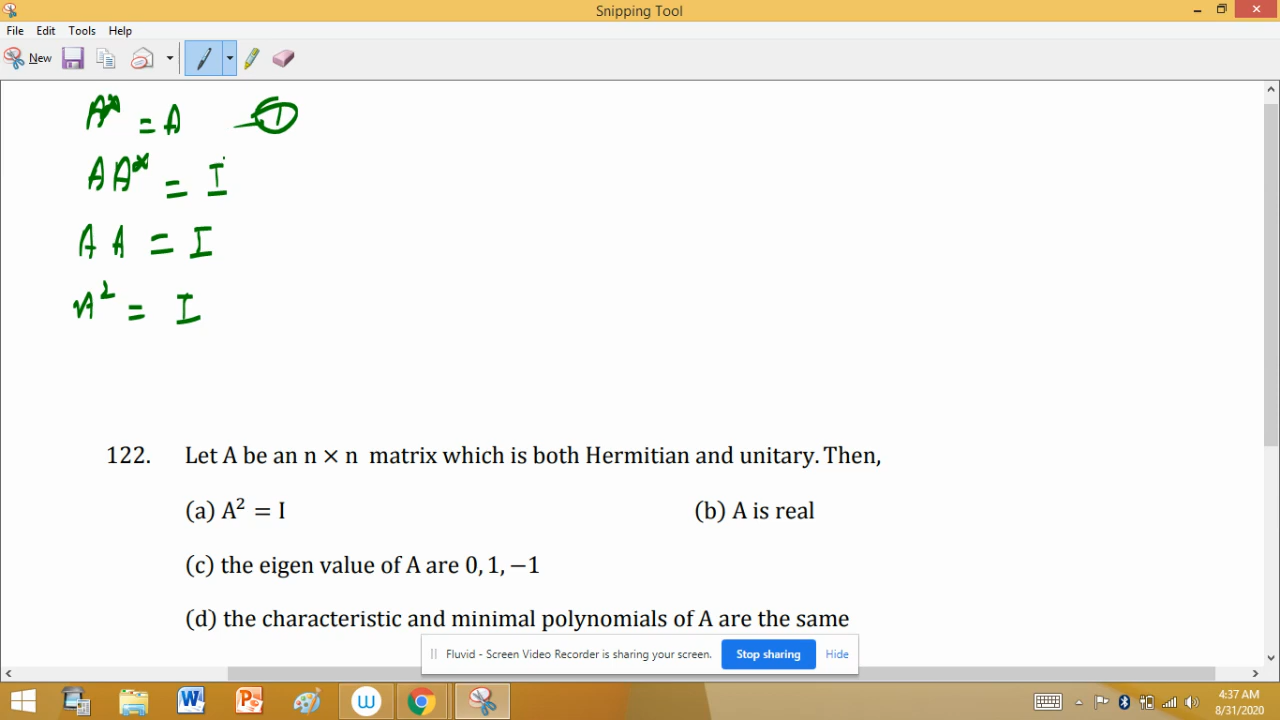 Snipping Tool
File Edit Tools Help
New
A* = A — ①
A A* = I
A A = I
A² = I
122. Let A be an n × n matrix which is both Hermitian and unitary. Then,
(a) A² = I (b) A is real
(c) the eigen value of A are 0, 1, −1
(d) the characteristic and minimal polynomials of A are the same
Fluvid - Screen Video Recorder is sharing your screen. Stop sharing Hide
4:37 AM
8/31/2020